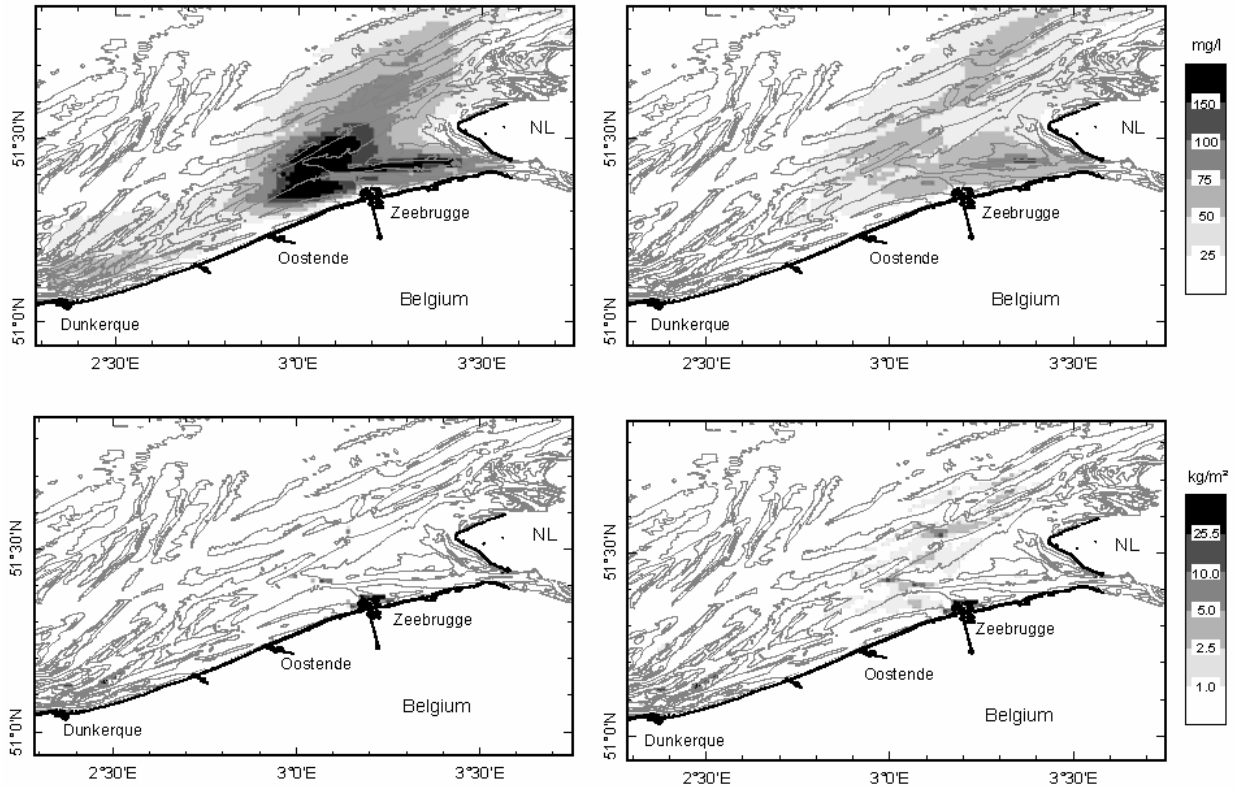 51°30'N
51°0'N
NL
Zeebrugge
Oostende
Belgium
Dunkerque
2°30'E
3°0'E
3°30'E
NL
51°30'N
51°0'N
Zeebrugge
Oostende
Belgium
Dunkerque
2°30'E
3°0'E
3°30'E
mg/l
150
100
75
50
25
51°30'N
51°0'N
NL
Zeebrugge
Oostende
Belgium
Dunkerque
2°30'E
3°0'E
3°30'E
51°30'N
51°0'N
NL
Zeebrugge
Oostende
Belgium
Dunkerque
2°30'E
3°0'E
3°30'E
kg/m²
25.5
10.0
5.0
2.5
1.0